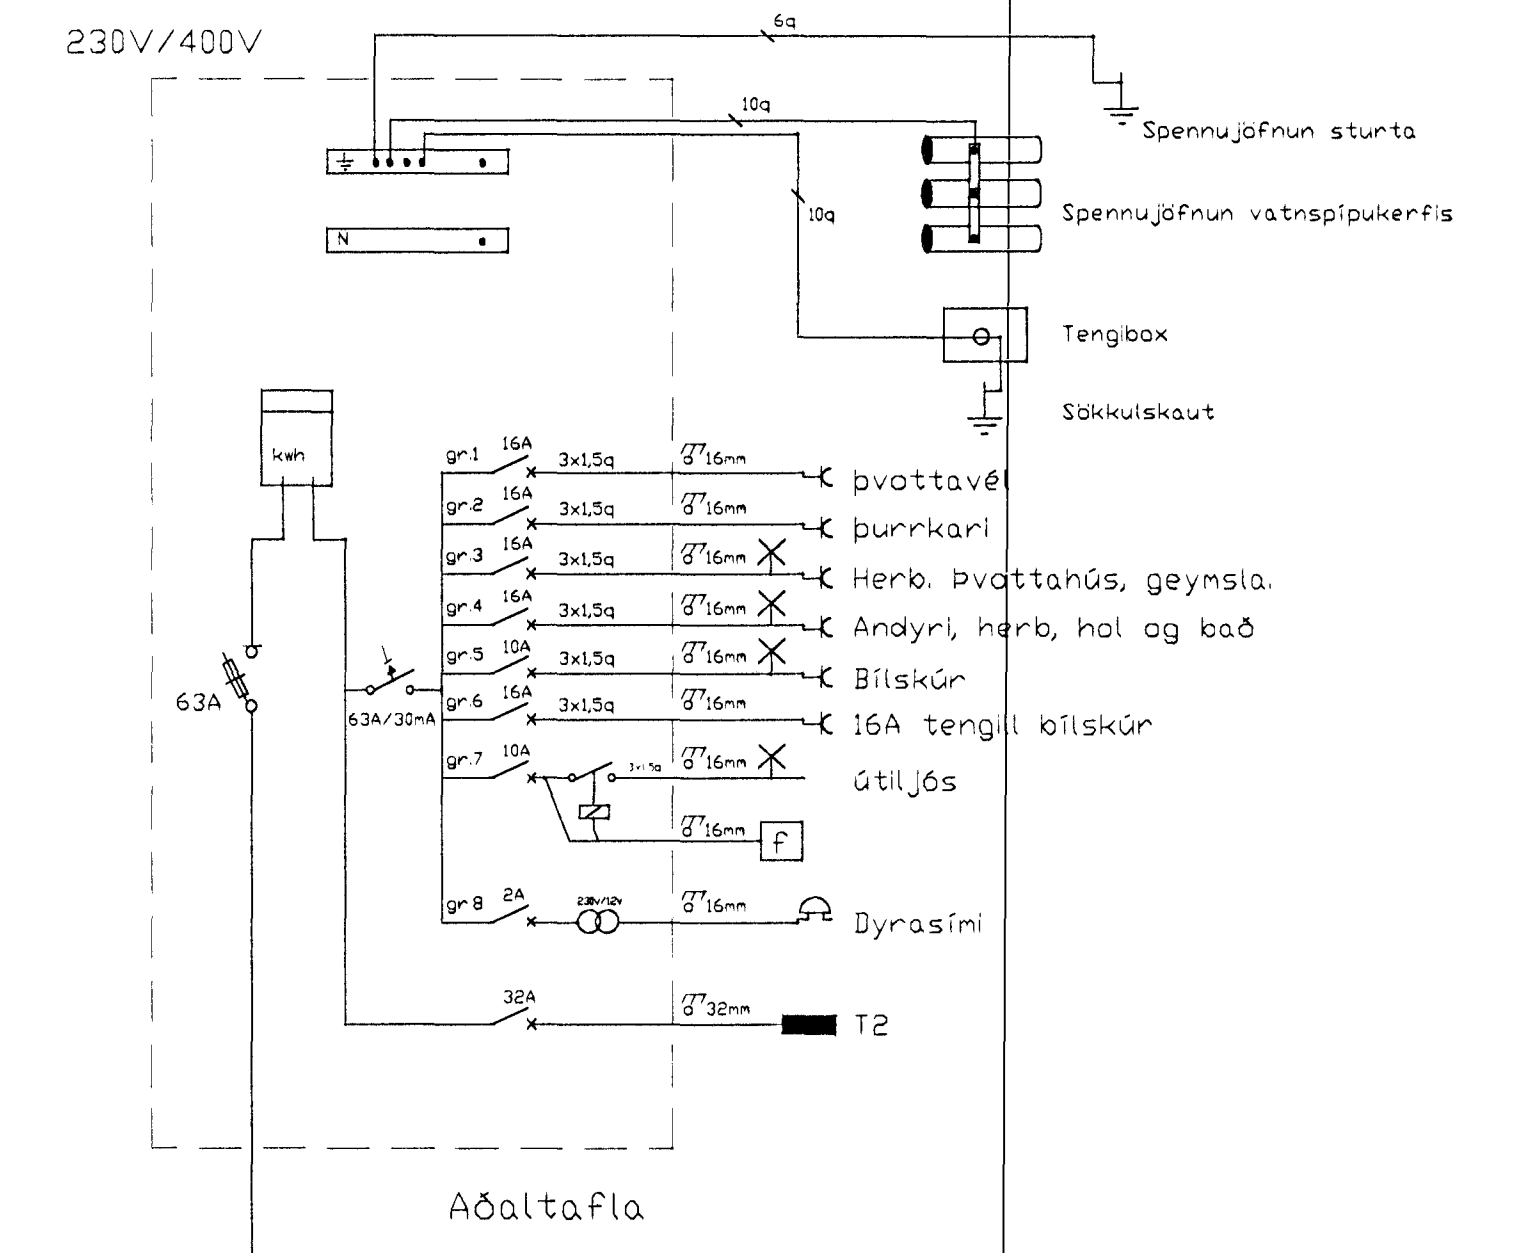 230V/400V
6q
10q
Spennujöfnun sturta
10q
Spennujöfnun vatnspípukerfis
N
Tengibox
Sökkulskaut
kwh
gr.1 16A 3x1,5q 16mm þvottavél
gr.2 16A 3x1,5q 16mm þurrkari
gr.3 16A 3x1,5q 16mm Herb. Þvottahús, geymsla.
gr.4 16A 3x1,5q 16mm Andyri, herb, hol og bað
gr.5 10A 3x1,5q 16mm Bílskúr
63A
63A/30mA
gr.6 16A 3x1,5q 16mm 16A tengill bílskúr
gr.7 10A 3x1.5q 16mm útiljós
16mm f
gr 8 2A 230V/12V 16mm Dyrasími
32A 32mm T2
Aðaltafla